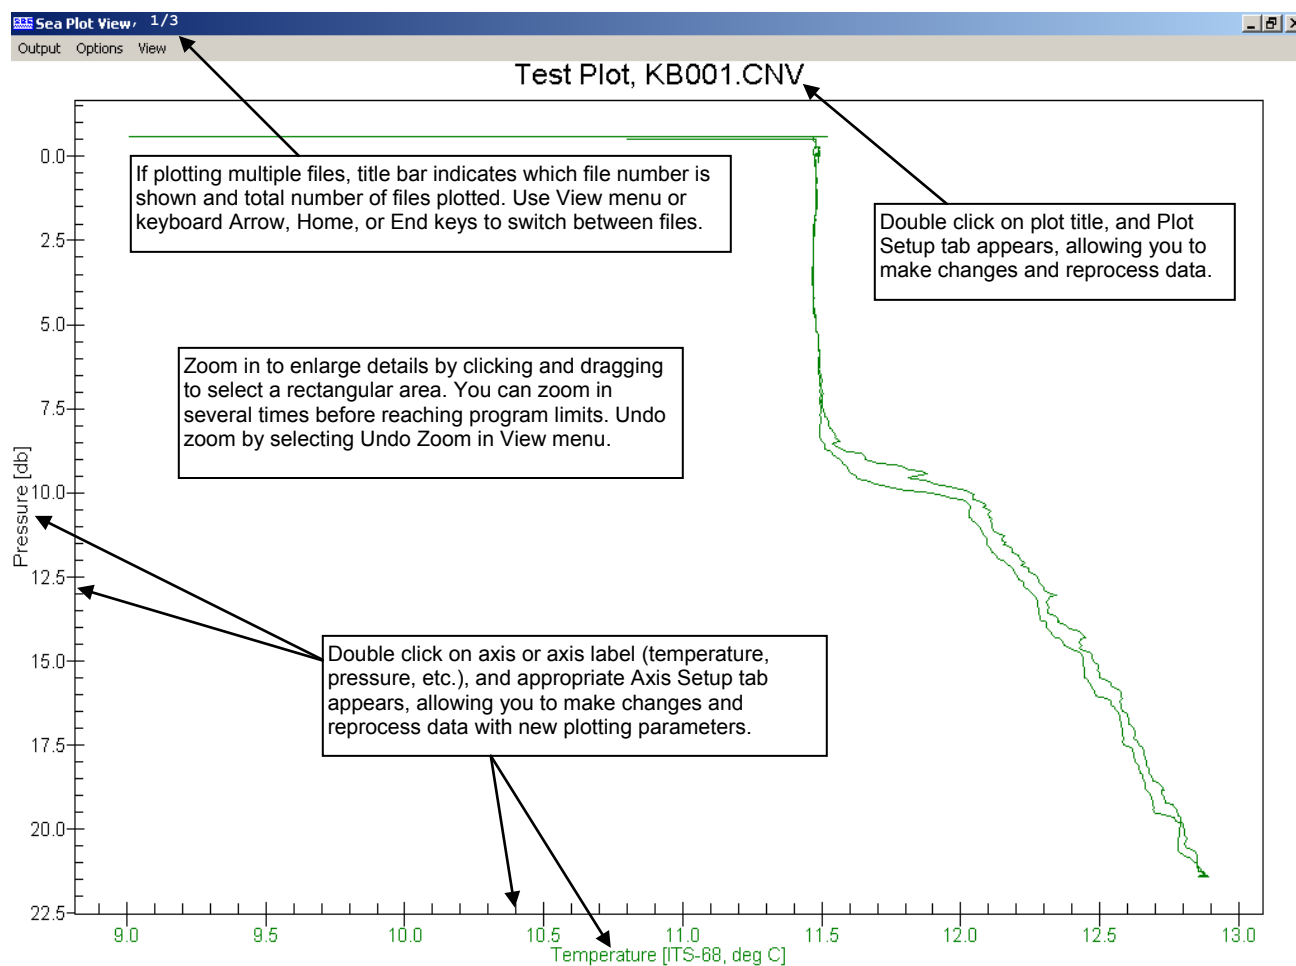 SBE Sea Plot View, 1/3
Output Options View
Test Plot, KB001.CNV
If plotting multiple files, title bar indicates which file number is
shown and total number of files plotted. Use View menu or
keyboard Arrow, Home, or End keys to switch between files.
Double click on plot title, and Plot
Setup tab appears, allowing you to
make changes and reprocess data.
Zoom in to enlarge details by clicking and dragging
to select a rectangular area. You can zoom in
several times before reaching program limits. Undo
zoom by selecting Undo Zoom in View menu.
Double click on axis or axis label (temperature,
pressure, etc.), and appropriate Axis Setup tab
appears, allowing you to make changes and
reprocess data with new plotting parameters.
Pressure [db]
0.0
2.5
5.0
7.5
10.0
12.5
15.0
17.5
20.0
22.5
9.0 9.5 10.0 10.5 11.0 11.5 12.0 12.5 13.0
Temperature [ITS-68, deg C]